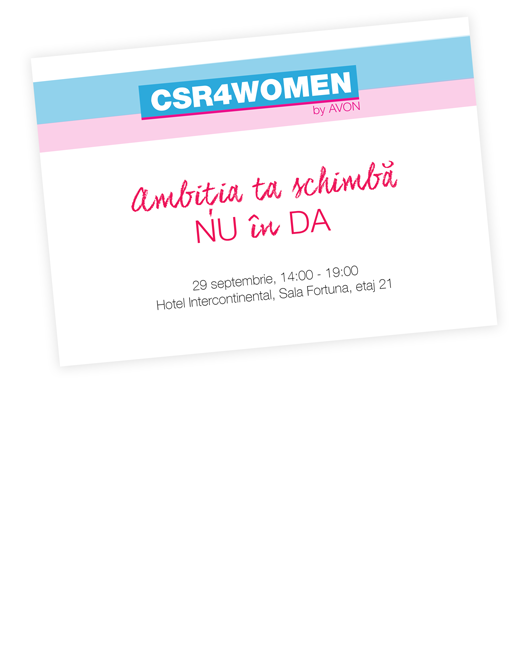 CSR4WOMEN
by AVON
Ambiția ta schimbă
NU în DA
29 septembrie, 14:00 - 19:00
Hotel Intercontinental, Sala Fortuna, etaj 21